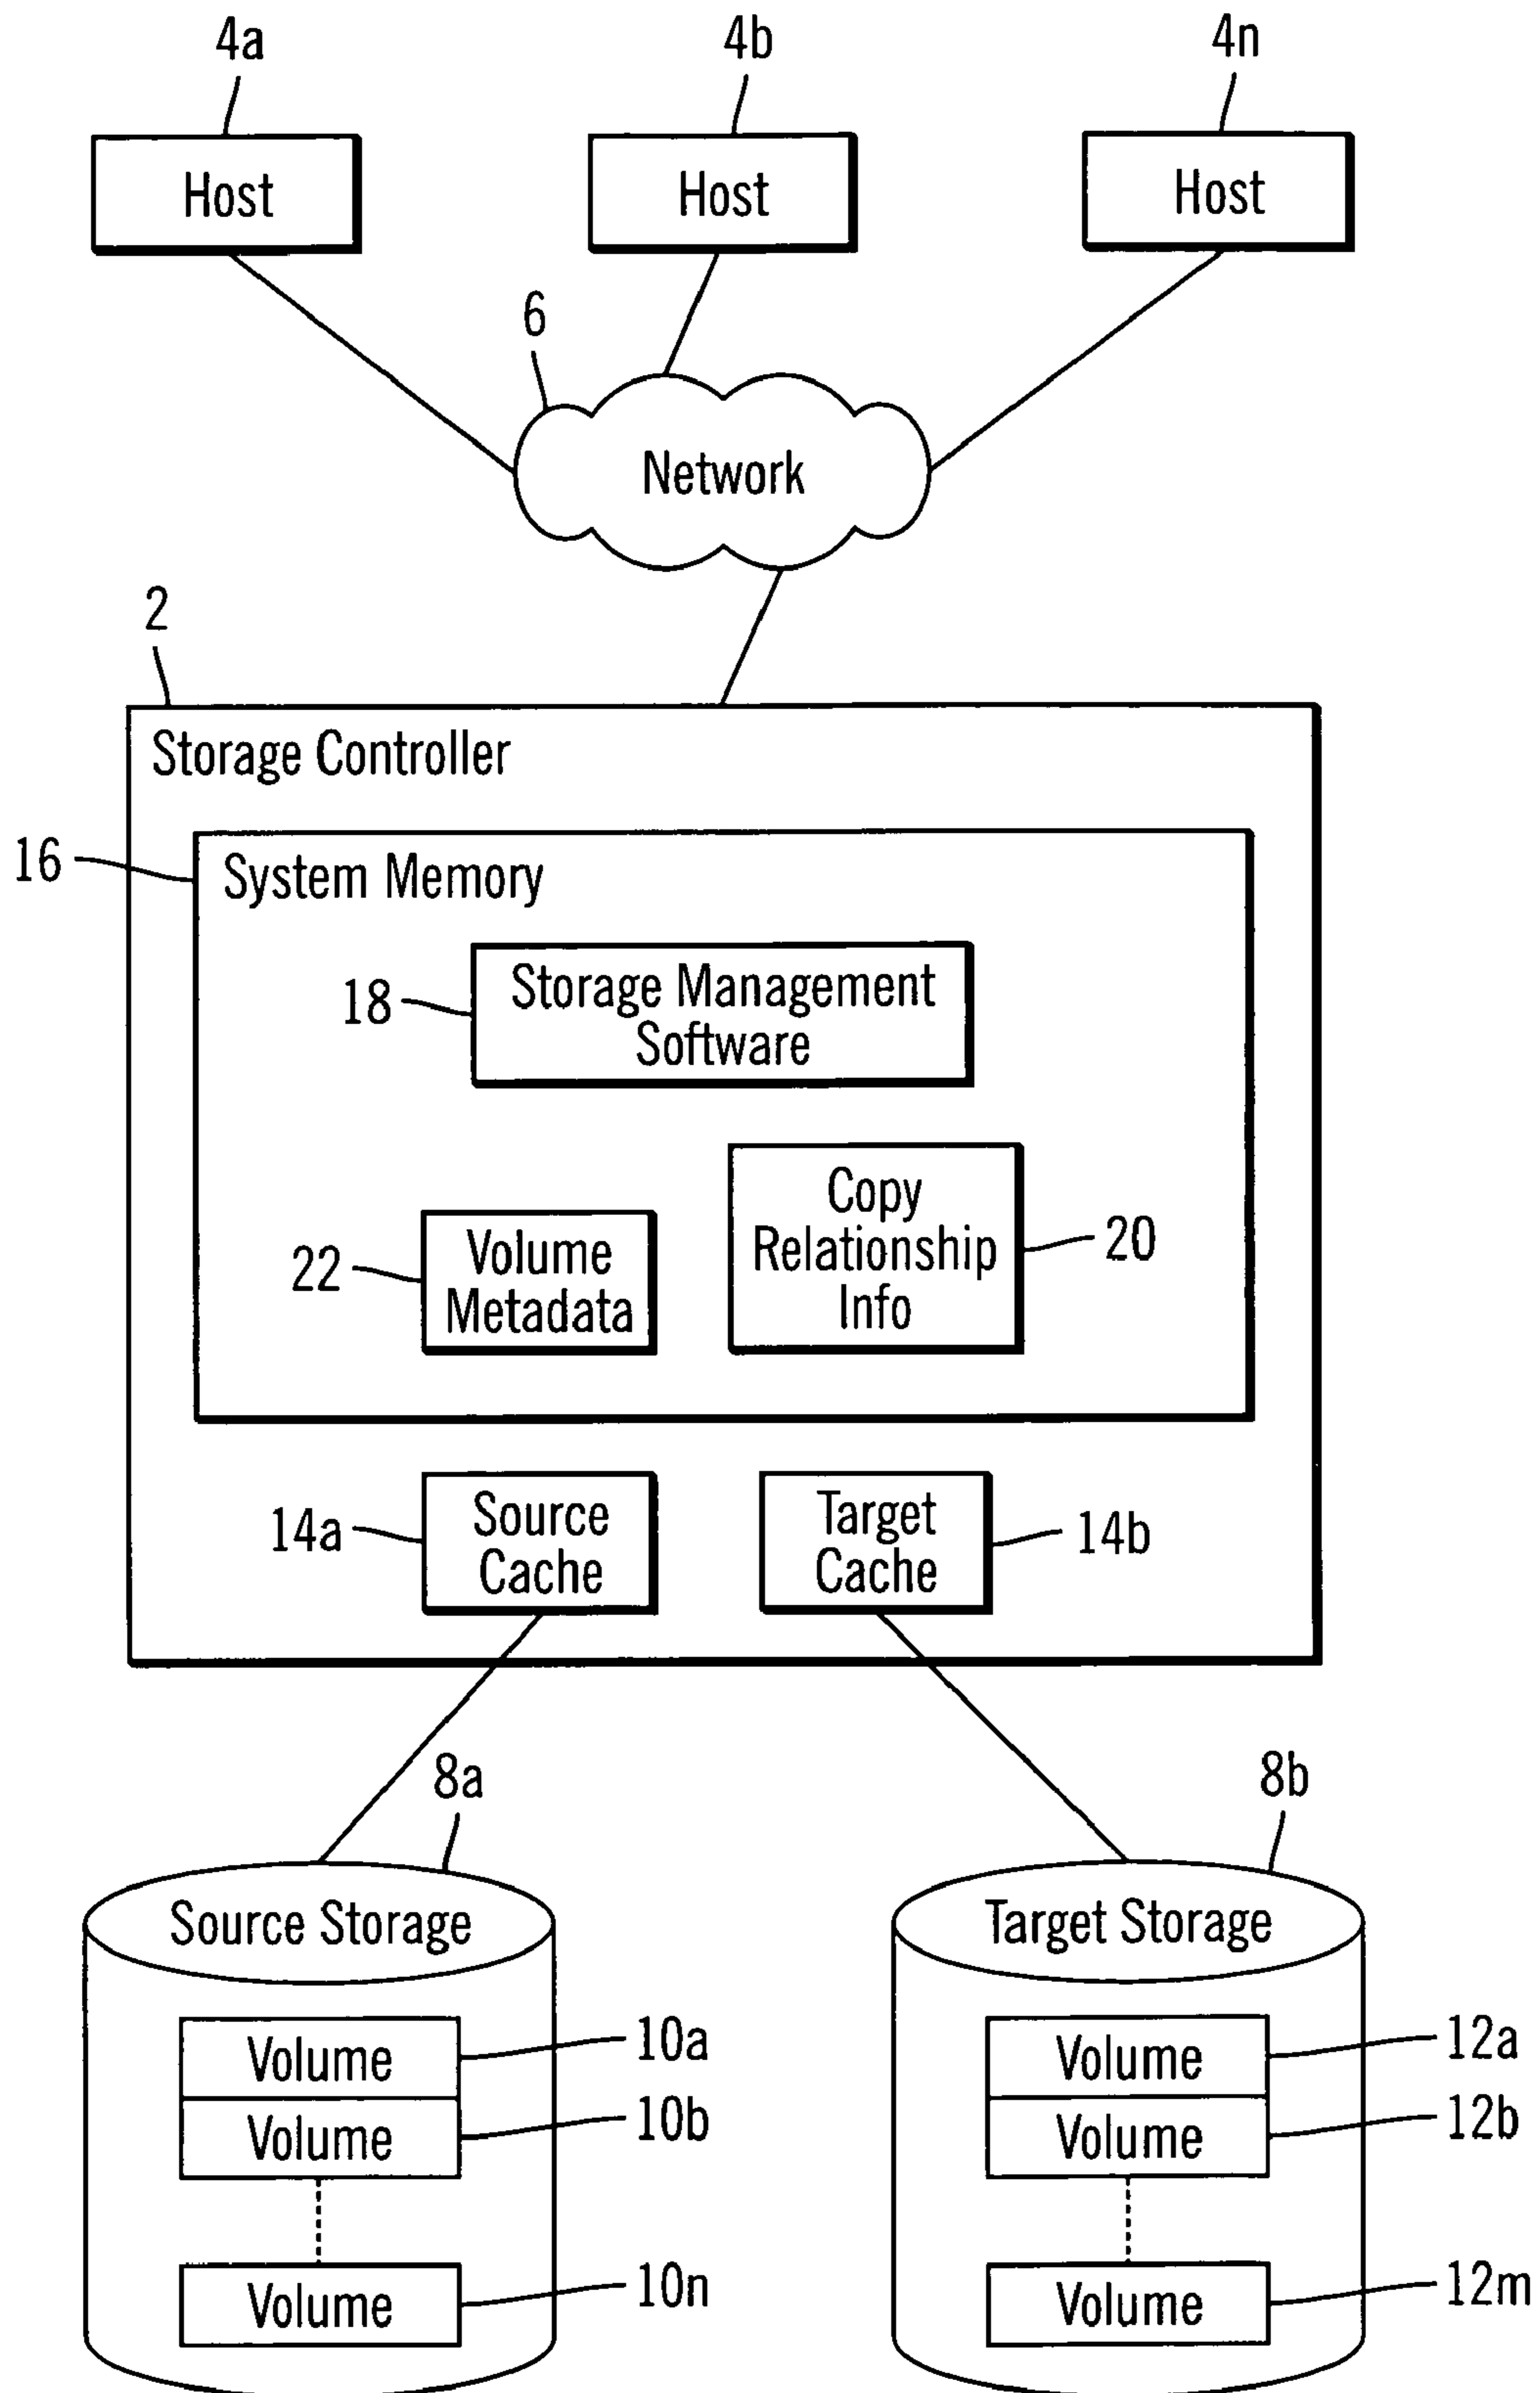 4a
4b
4n
Host
Host
Host
6
Network
2
Storage Controller
16
System Memory
18
Storage Management
Software
22
Volume
Metadata
Copy
Relationship
Info
20
14a
Source
Cache
Target
Cache
14b
8a
8b
Source Storage
Target Storage
Volume
10a
Volume
10b
Volume
10n
Volume
12a
Volume
12b
Volume
12m